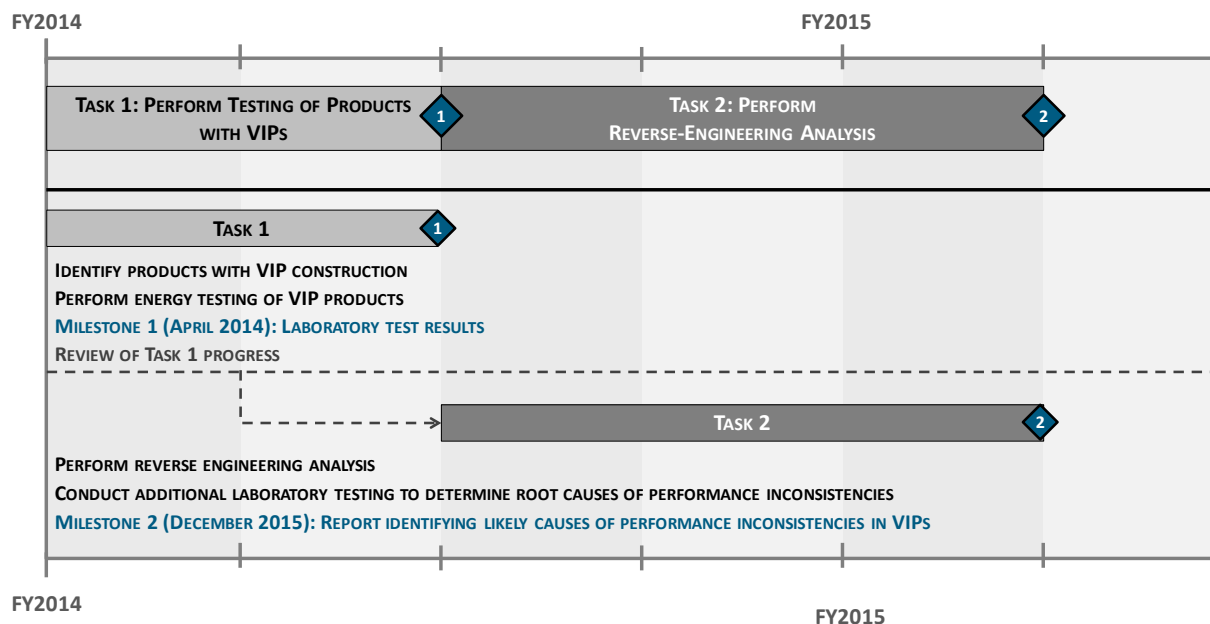 FY2014
FY2015
Task 1: Perform Testing of Products
with VIPs
1
Task 2: Perform
Reverse-Engineering Analysis
2
Task 1
1
Identify products with VIP construction
Perform energy testing of VIP products
Milestone 1 (April 2014): Laboratory test results
Review of Task 1 progress
Task 2
2
Perform reverse engineering analysis
Conduct additional laboratory testing to determine root causes of performance inconsistencies
Milestone 2 (December 2015): Report identifying likely causes of performance inconsistencies in VIPs
FY2014
FY2015